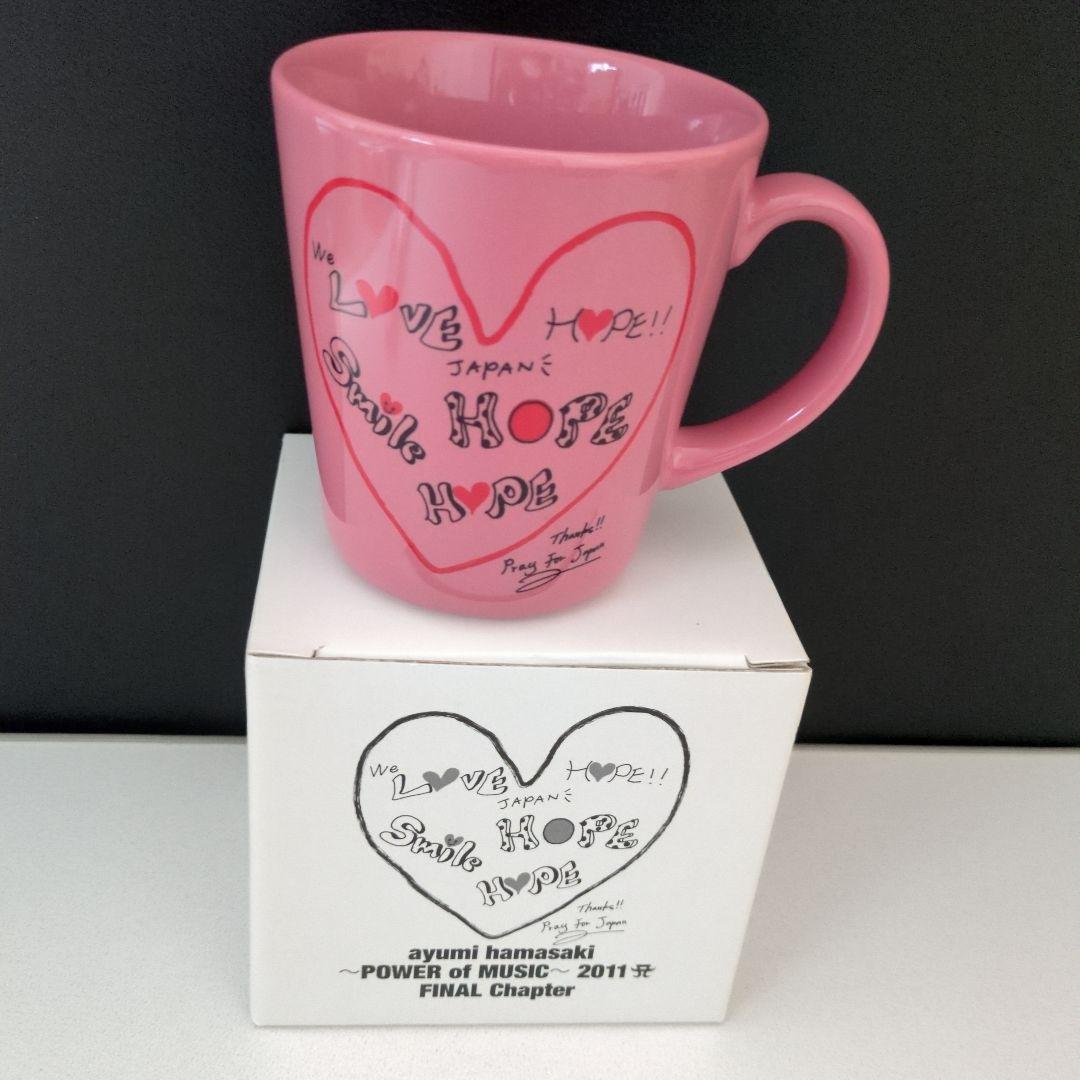 We
LOVE
HOPE!!
JAPAN
Smile
HOPE
HOPE
Thanks!!
Pray For Japan
We
LOVE
HOPE!!
JAPAN
Smile
HOPE
HOPE
Thanks!!
Pray For Japan
ayumi hamasaki
〜POWER of MUSIC〜 2011
FINAL Chapter